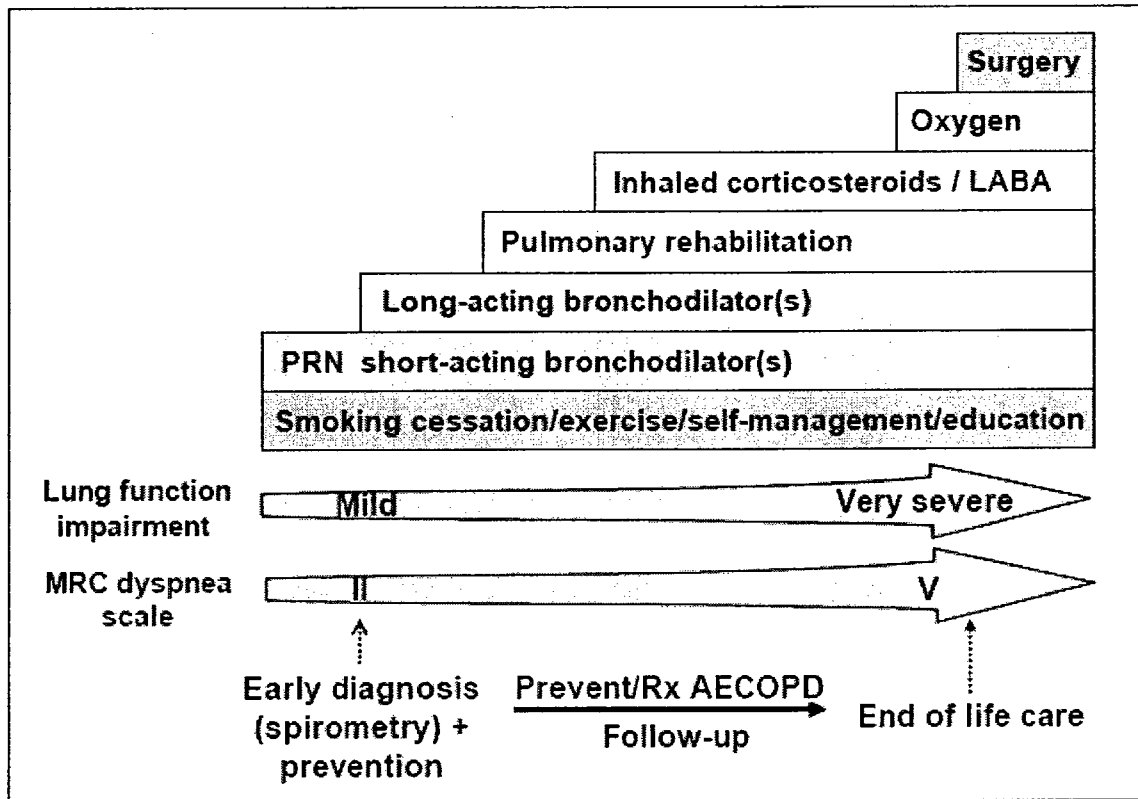 Surgery
Oxygen
Inhaled corticosteroids / LABA
Pulmonary rehabilitation
Long-acting bronchodilator(s)
PRN short-acting bronchodilator(s)
Smoking cessation/exercise/self-management/education
Lung function
impairment
Mild
Very severe
MRC dyspnea
scale
II
V
Early diagnosis
(spirometry) +
prevention
Prevent/Rx AECOPD
Follow-up
End of life care